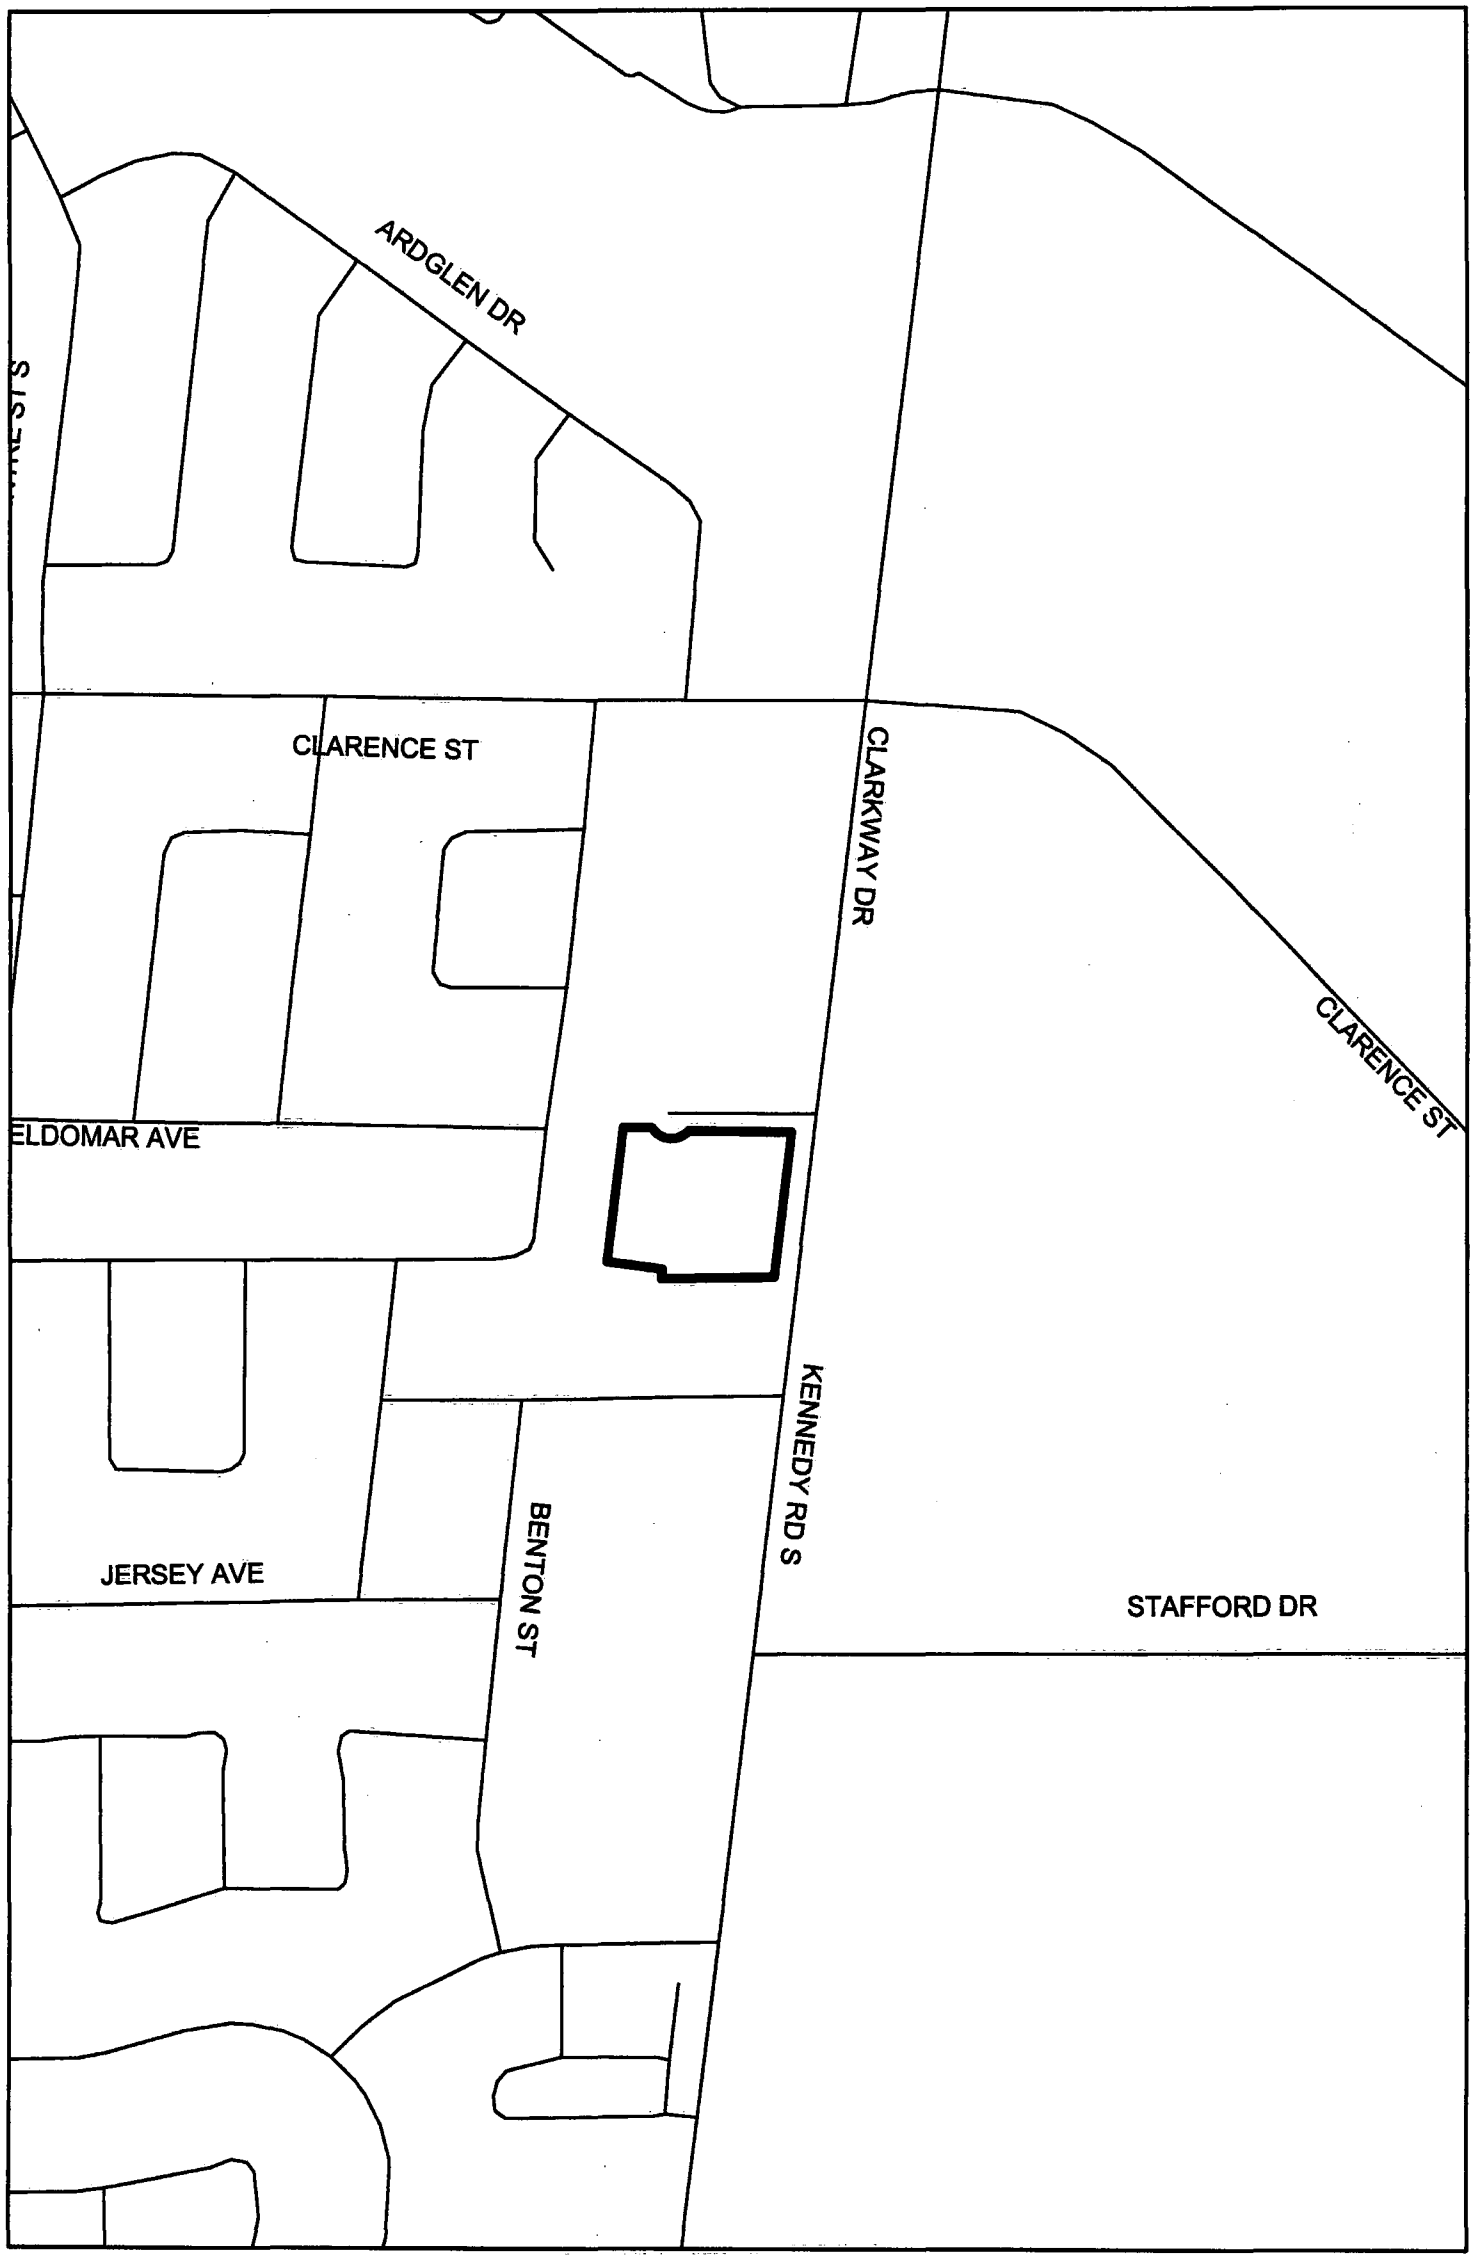 ARDGLEN DR
CLARENCE ST
CLARKWAY DR
CLARENCE ST
ELDOMAR AVE
KENNEDY RD S
BENTON ST
JERSEY AVE
STAFFORD DR